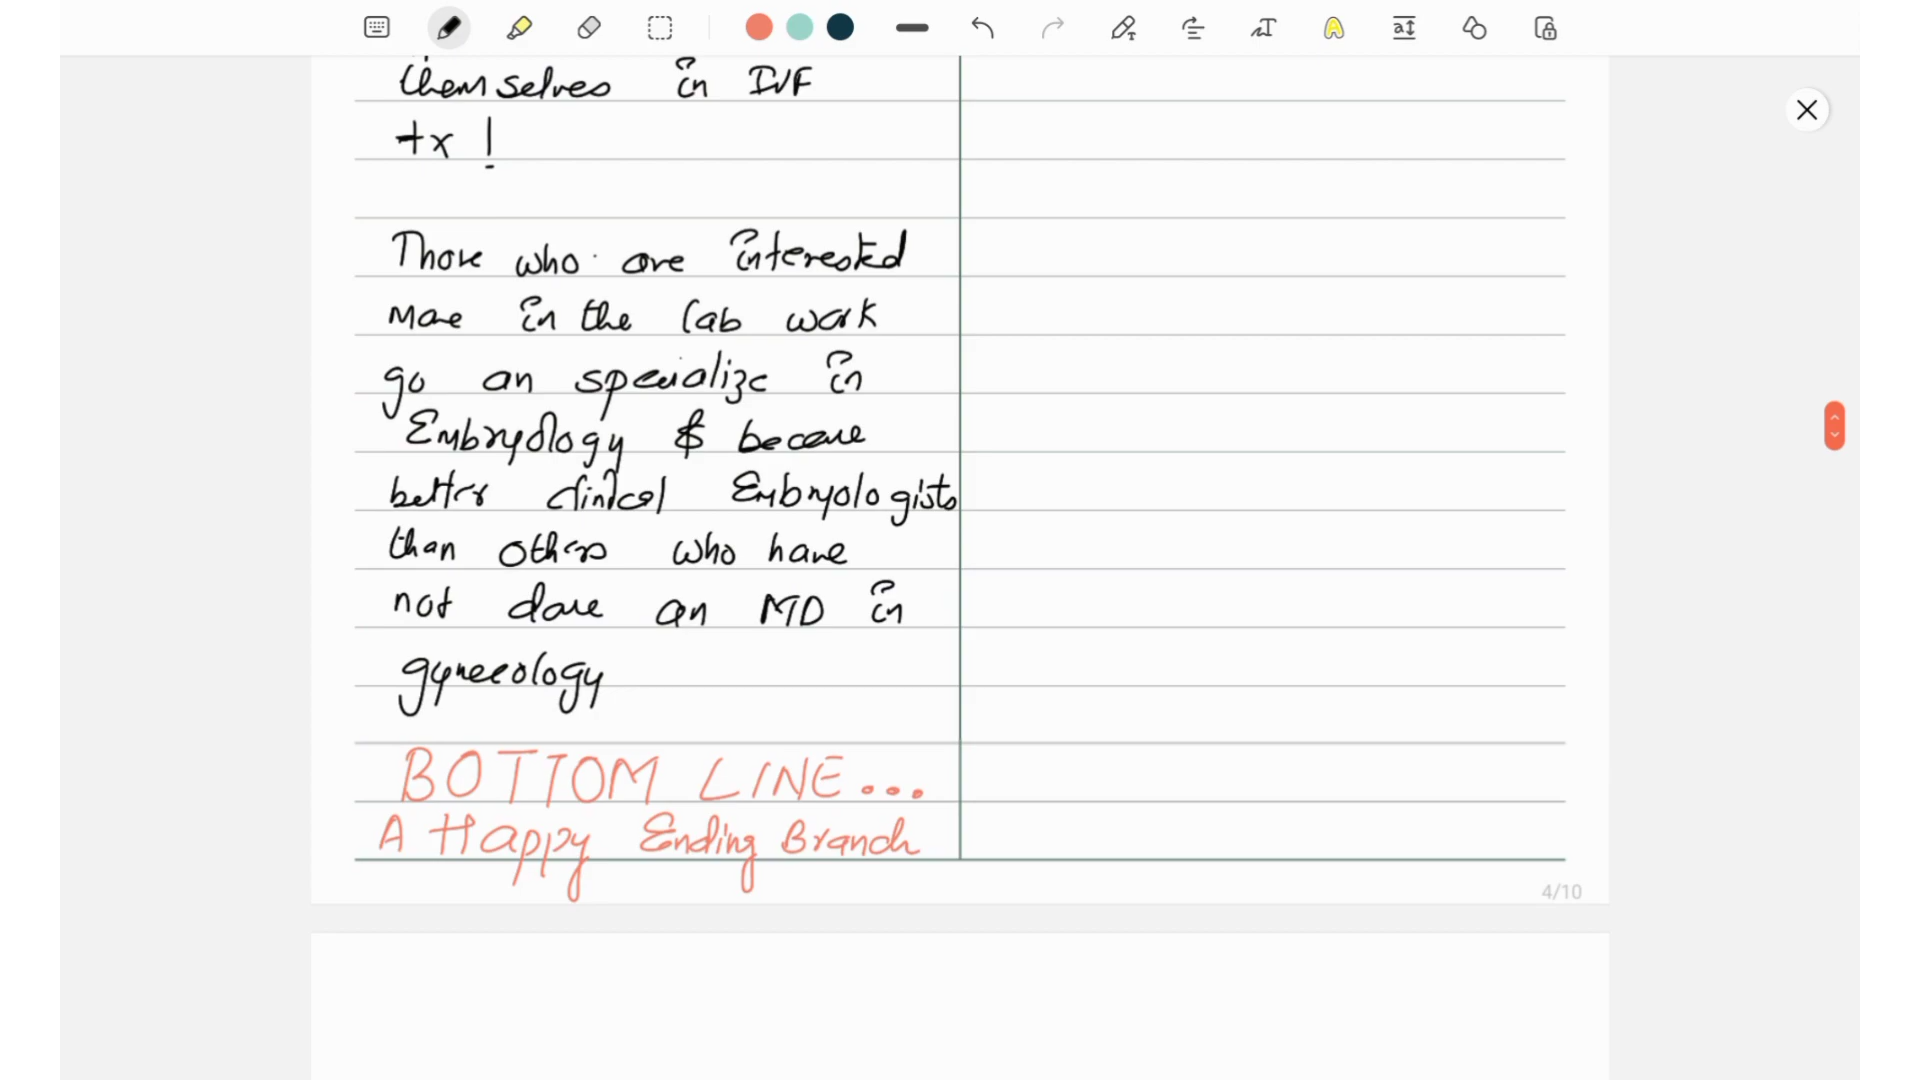 themselves in IVF
tx !
Those who are interested
more in the lab work
go on specialize in
Embryology & become
better clinical Embryologists
than others who have
not done an MD in
gynecology
BOTTOM LINE...
A Happy Ending Branch
4/10